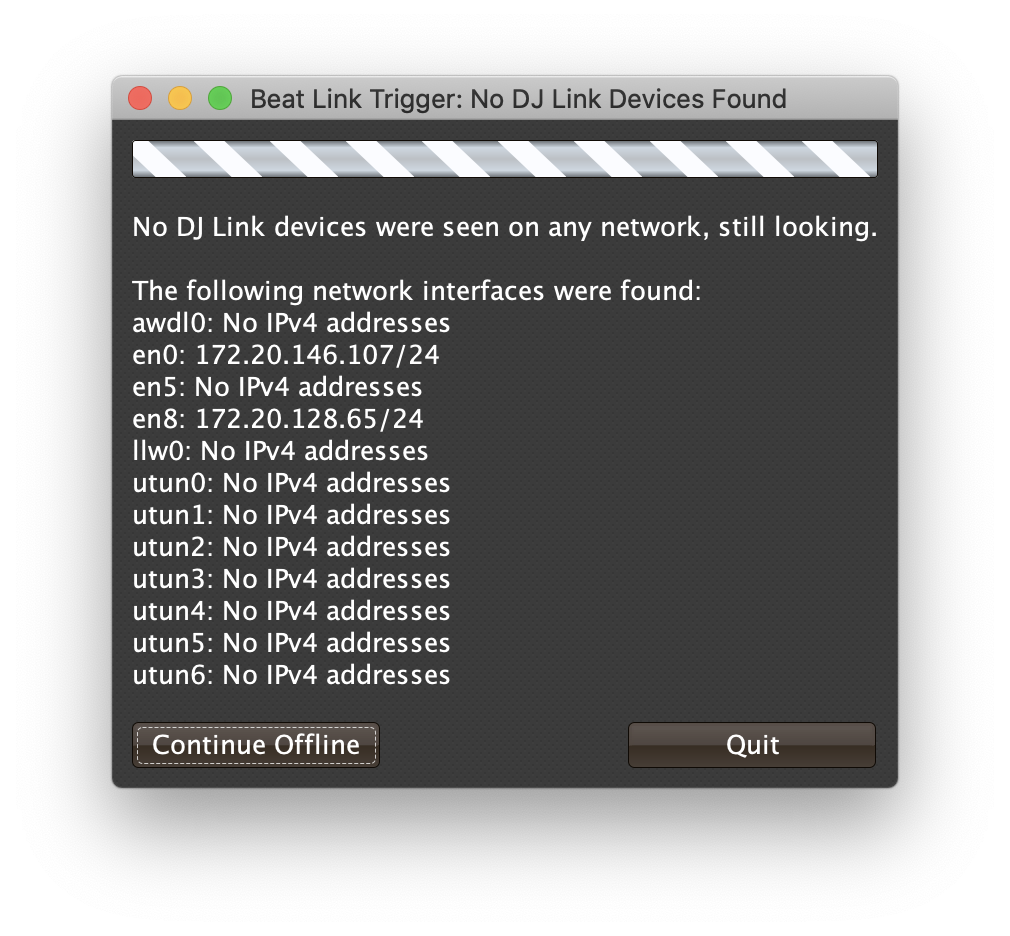 Beat Link Trigger: No DJ Link Devices Found
No DJ Link devices were seen on any network, still looking.
The following network interfaces were found:
awdl0: No IPv4 addresses
en0: 172.20.146.107/24
en5: No IPv4 addresses
en8: 172.20.128.65/24
llw0: No IPv4 addresses
utun0: No IPv4 addresses
utun1: No IPv4 addresses
utun2: No IPv4 addresses
utun3: No IPv4 addresses
utun4: No IPv4 addresses
utun5: No IPv4 addresses
utun6: No IPv4 addresses
Continue Offline
Quit